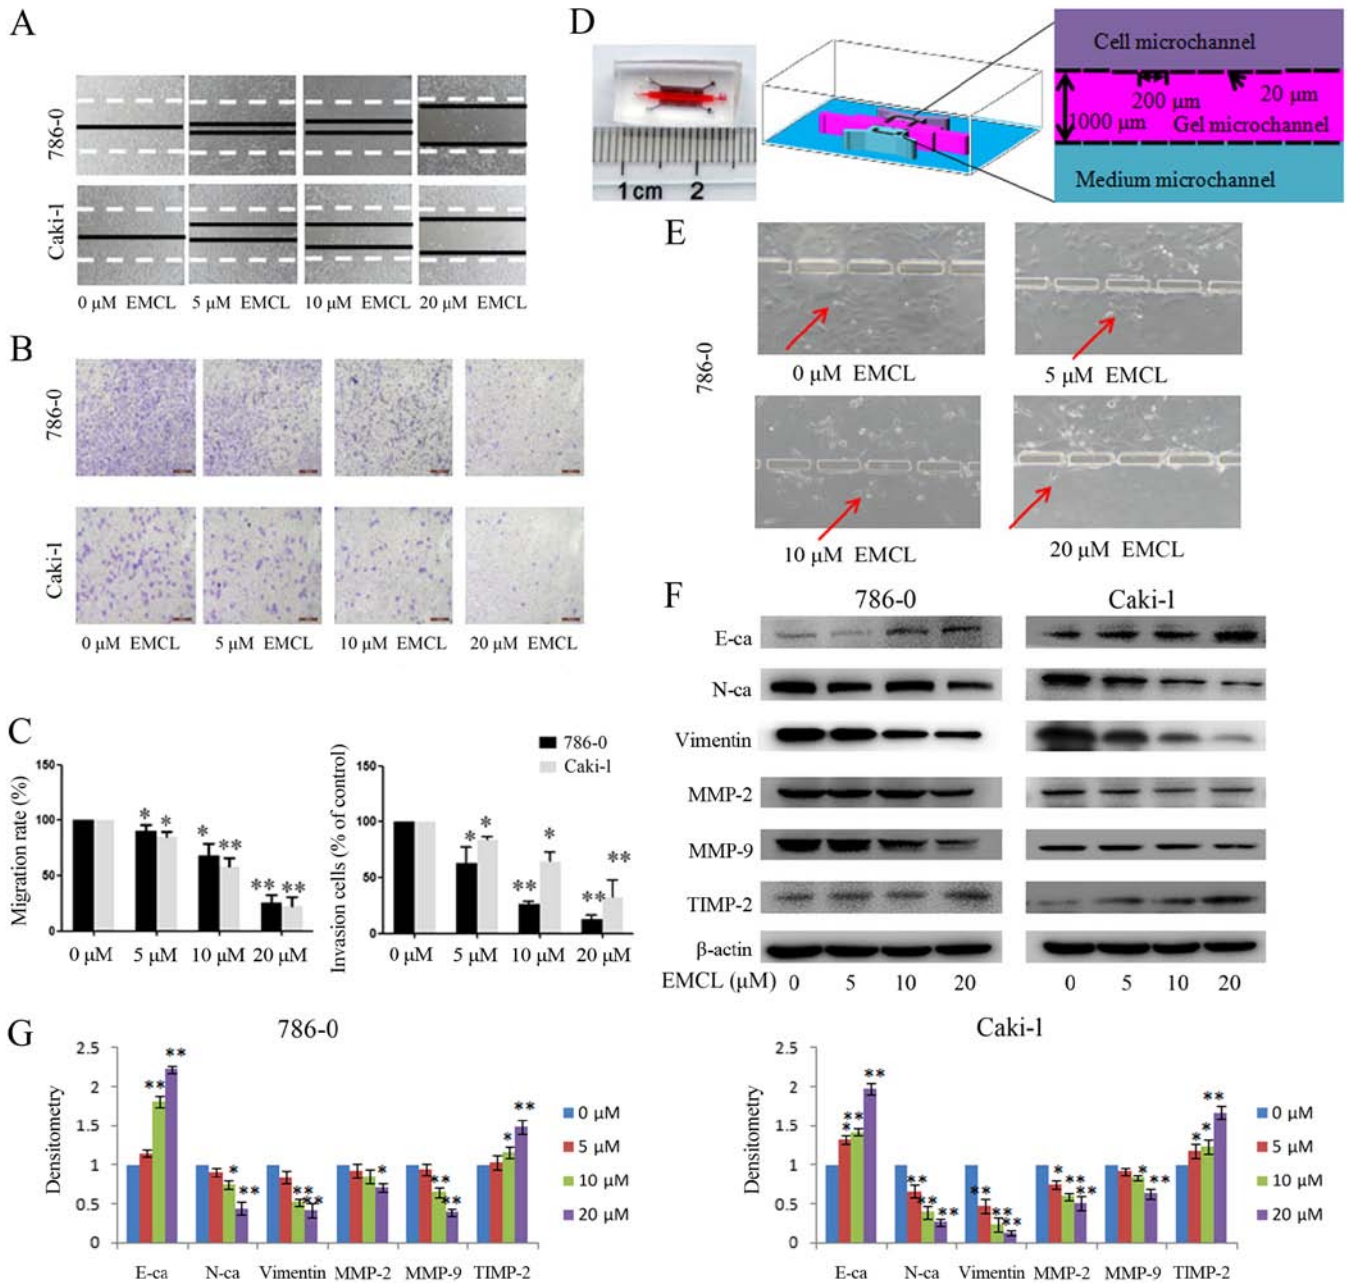 A
786-0
Caki-l
0 μM EMCL
5 μM EMCL
10 μM EMCL
20 μM EMCL
B
786-0
Caki-l
0 μM EMCL
5 μM EMCL
10 μM EMCL
20 μM EMCL
C
Migration rate (%)
150
100
50
0
0 μM
5 μM
10 μM
20 μM
* *
* **
** **
Invasion cells (% of control)
150
100
50
0
0 μM
5 μM
10 μM
20 μM
* *
** *
** **
786-0
Caki-l
D
1 cm 2
Cell microchannel
200 μm
20 μm
1000 μm
Gel microchannel
Medium microchannel
E
786-0
0 μM EMCL
5 μM EMCL
10 μM EMCL
20 μM EMCL
F
786-0
Caki-l
E-ca
N-ca
Vimentin
MMP-2
MMP-9
TIMP-2
β-actin
EMCL (μM) 0 5 10 20 0 5 10 20
G
786-0
Densitometry
2.5
2
1.5
1
0.5
0
** **
* **
** **
*
** **
* **
E-ca N-ca Vimentin MMP-2 MMP-9 TIMP-2
0 μM
5 μM
10 μM
20 μM
Caki-l
Densitometry
2.5
2
1.5
1
0.5
0
* ** **
** ** **
** ** **
* ** **
* **
* * **
E-ca N-ca Vimentin MMP-2 MMP-9 TIMP-2
0 μM
5 μM
10 μM
20 μM